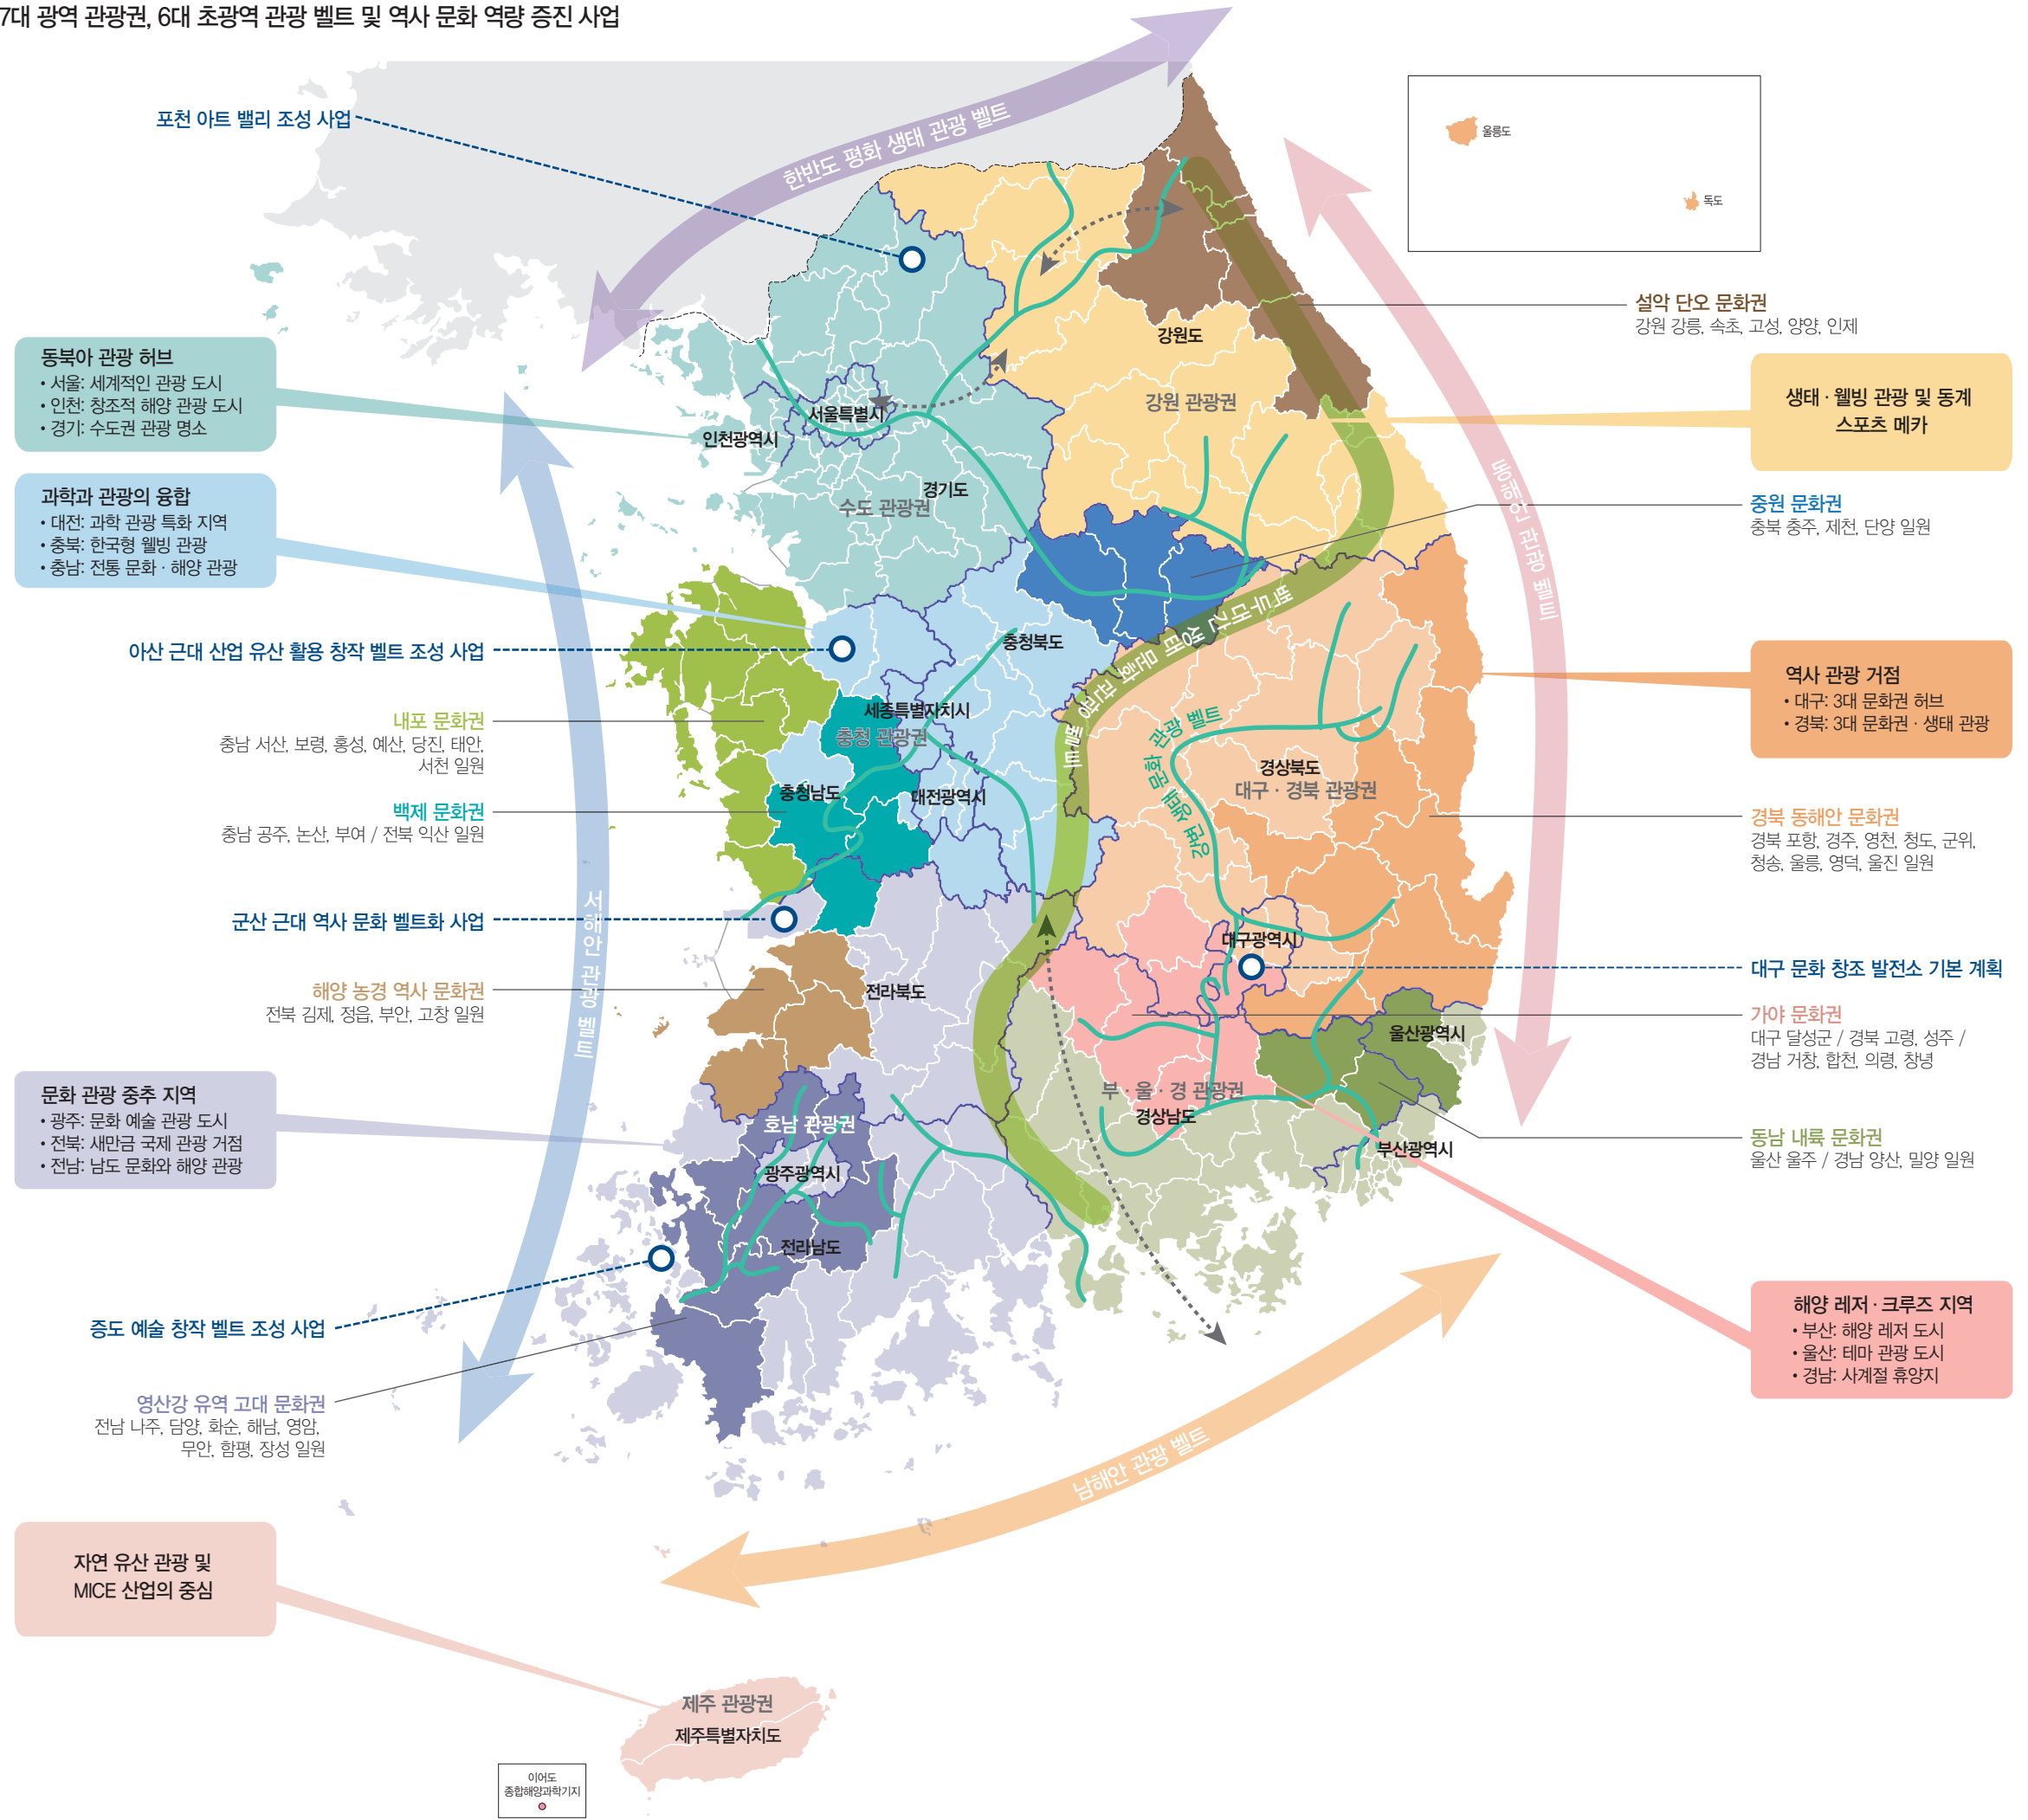 7대 광역 관광권, 6대 초광역 관광 벨트 및 역사 문화 역량 증진 사업
한반도 평화 생태 관광 벨트
포천 아트 밸리 조성 사업
울릉도
독도
설악 단오 문화권
강원 강릉, 속초, 고성, 양양, 인제
강원도
강원 관광권
동북아 관광 허브
• 서울: 세계적인 관광 도시
• 인천: 창조적 해양 관광 도시
• 경기: 수도권 관광 명소
생태 · 웰빙 관광 및 동계
스포츠 메카
서울특별시
인천광역시
경기도
수도 관광권
동해안 관광 벨트
과학과 관광의 융합
• 대전: 과학 관광 특화 지역
• 충북: 한국형 웰빙 관광
• 충남: 전통 문화 · 해양 관광
중원 문화권
충북 충주, 제천, 단양 일원
백두대간 생태 문화 관광 벨트
아산 근대 산업 유산 활용 창작 벨트 조성 사업
충청북도
역사 관광 거점
• 대구: 3대 문화권 허브
• 경북: 3대 문화권 · 생태 관광
내포 문화권
충남 서산, 보령, 홍성, 예산, 당진, 태안,
서천 일원
세종특별자치시
충청 관광권
강변 생태 문화 관광 벨트
경상북도
대구 · 경북 관광권
백제 문화권
충남 공주, 논산, 부여 / 전북 익산 일원
충청남도
대전광역시
경북 동해안 문화권
경북 포항, 경주, 영천, 청도, 군위,
청송, 울릉, 영덕, 울진 일원
서해안 관광 벨트
군산 근대 역사 문화 벨트화 사업
대구광역시
대구 문화 창조 발전소 기본 계획
해양 농경 역사 문화권
전북 김제, 정읍, 부안, 고창 일원
전라북도
가야 문화권
대구 달성군 / 경북 고령, 성주 /
경남 거창, 합천, 의령, 창녕
울산광역시
문화 관광 중추 지역
• 광주: 문화 예술 관광 도시
• 전북: 새만금 국제 관광 거점
• 전남: 남도 문화와 해양 관광
부 · 울 · 경 관광권
경상남도
호남 관광권
광주광역시
부산광역시
동남 내륙 문화권
울산 울주 / 경남 양산, 밀양 일원
전라남도
증도 예술 창작 벨트 조성 사업
해양 레저 · 크루즈 지역
• 부산: 해양 레저 도시
• 울산: 테마 관광 도시
• 경남: 사계절 휴양지
영산강 유역 고대 문화권
전남 나주, 담양, 화순, 해남, 영암,
무안, 함평, 장성 일원
남해안 관광 벨트
자연 유산 관광 및
MICE 산업의 중심
제주 관광권
제주특별자치도
이어도
종합해양과학기지